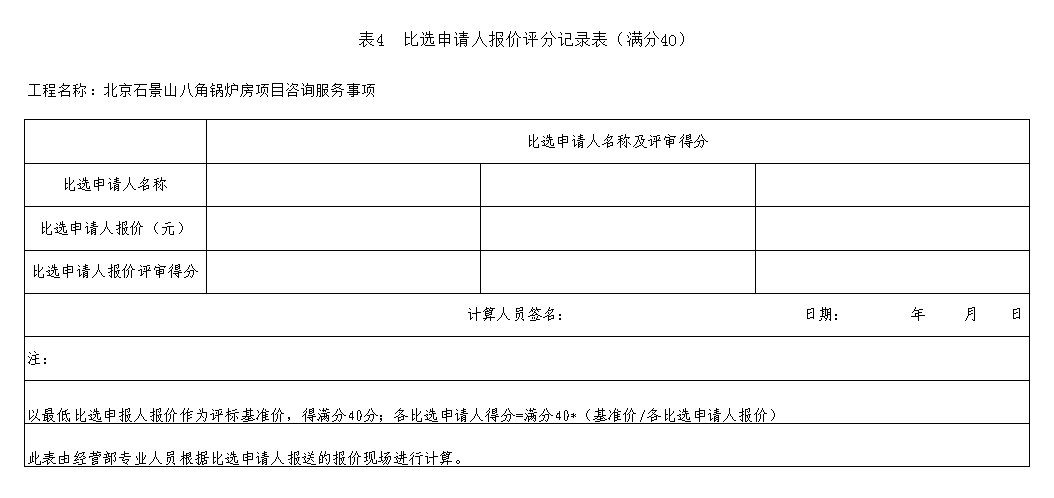 表4 比选申请人报价评分记录表（满分40）
工程名称：北京石景山八角锅炉房项目咨询服务事项
比选申请人名称及评审得分
比选申请人名称
比选申请人报价（元）
比选申请人报价评审得分
计算人员签名： 日期： 年 月 日
注：
以最低比选申报人报价作为评标基准价，得满分40分；各比选申请人得分=满分40*（基准价/各比选申请人报价）
此表由经营部专业人员根据比选申请人报送的报价现场进行计算。